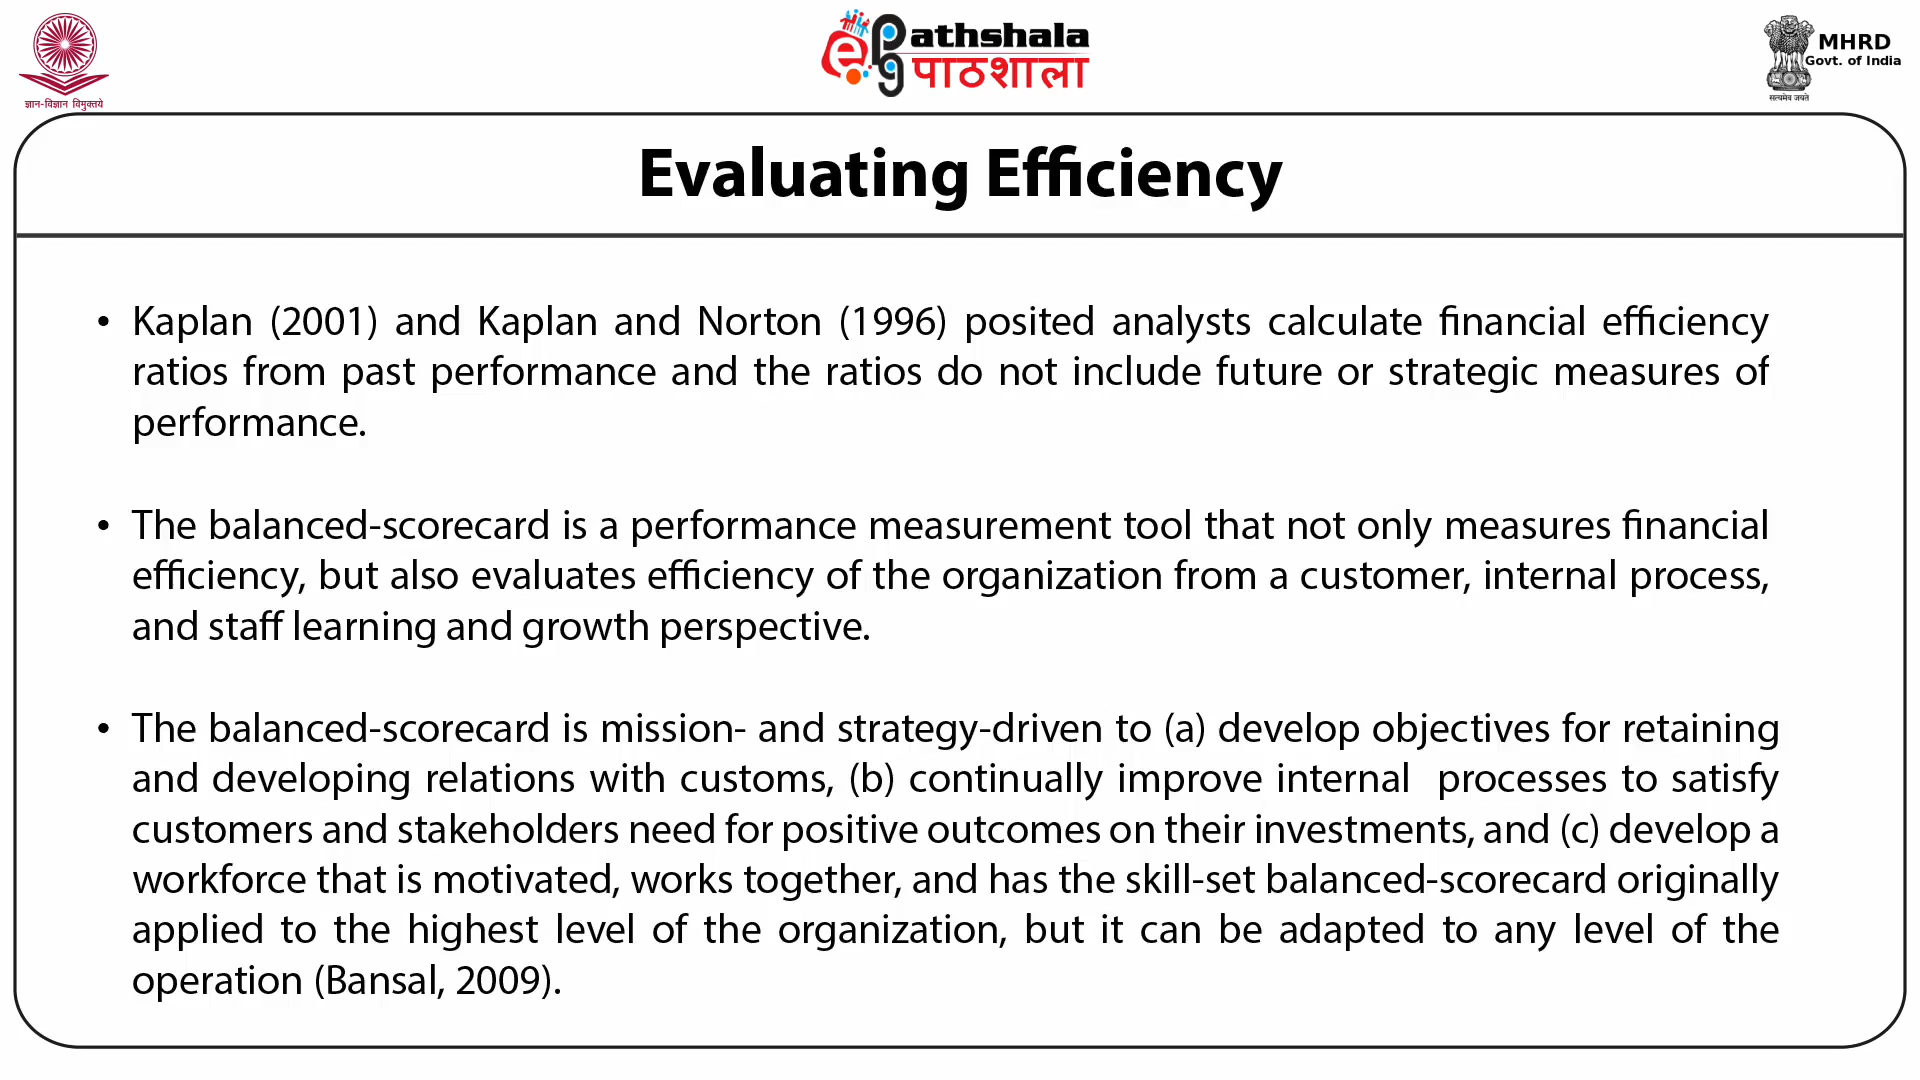 ज्ञान-विज्ञान विमुक्तये
ePathshala
पाठशाला
सत्यमेव जयते
MHRD
Govt. of India
Evaluating Efficiency
• Kaplan (2001) and Kaplan and Norton (1996) posited analysts calculate financial efficiency
ratios from past performance and the ratios do not include future or strategic measures of
performance.
• The balanced-scorecard is a performance measurement tool that not only measures financial
efficiency, but also evaluates efficiency of the organization from a customer, internal process,
and staff learning and growth perspective.
• The balanced-scorecard is mission- and strategy-driven to (a) develop objectives for retaining
and developing relations with customs, (b) continually improve internal processes to satisfy
customers and stakeholders need for positive outcomes on their investments, and (c) develop a
workforce that is motivated, works together, and has the skill-set balanced-scorecard originally
applied to the highest level of the organization, but it can be adapted to any level of the
operation (Bansal, 2009).